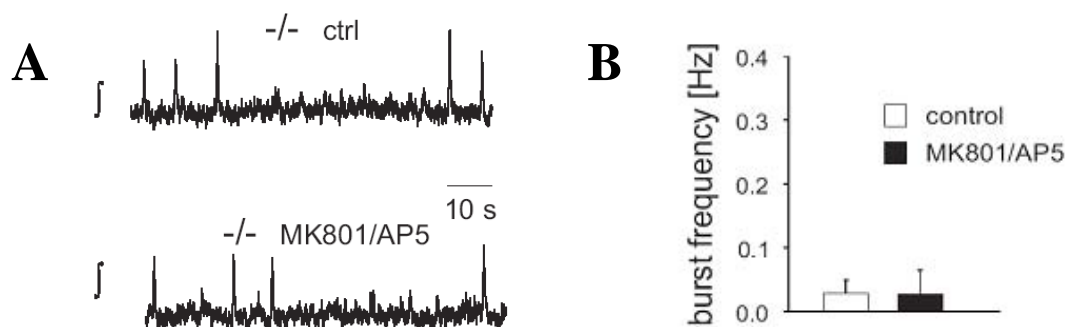 A
-/- ctrl
∫
10 s
-/- MK801/AP5
∫
B
burst frequency [Hz]
0.4
0.3
0.2
0.1
0.0
control
MK801/AP5